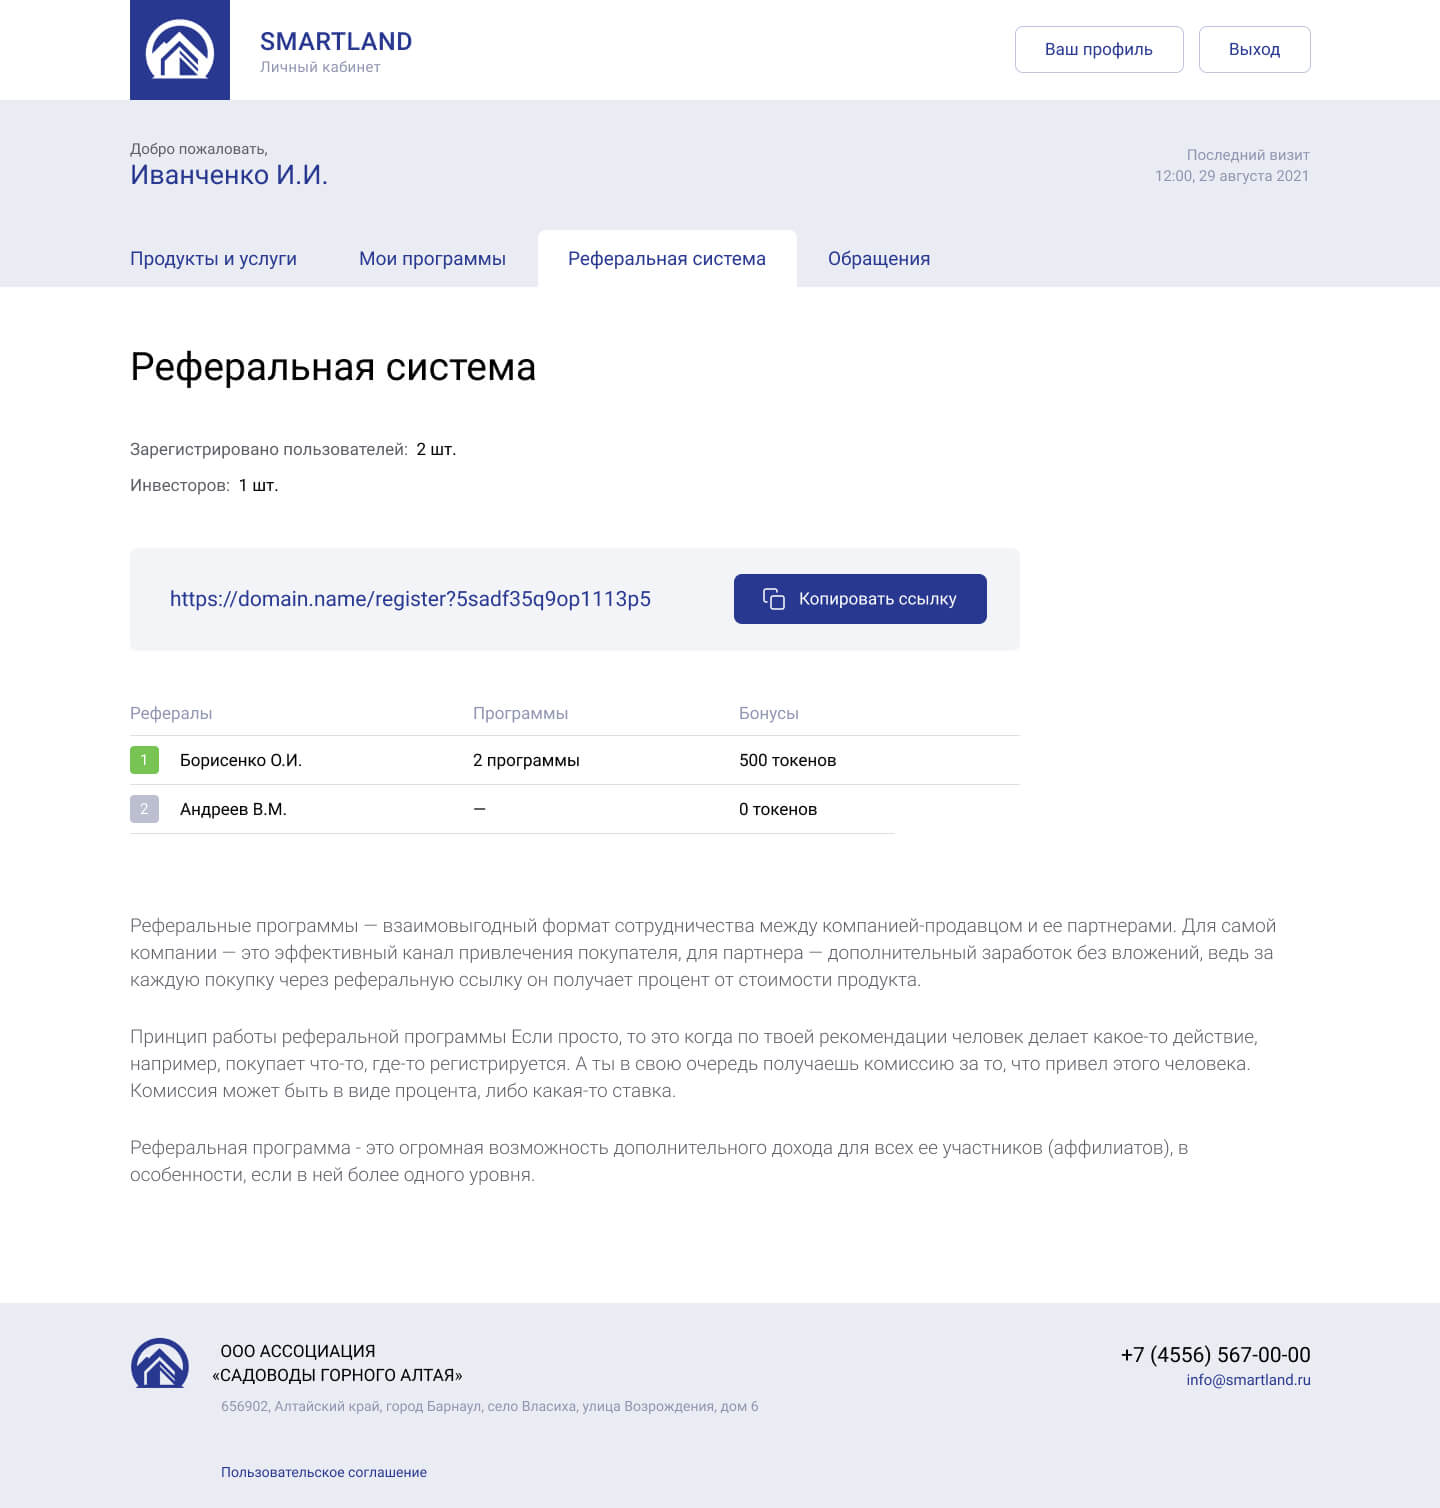 SMARTLAND
Личный кабинет
Ваш профиль
Выход
Добро пожаловать,
Иванченко И.И.
Последний визит
12:00, 29 августа 2021
Продукты и услуги
Мои программы
Реферальная система
Обращения
Реферальная система
Зарегистрировано пользователей: 2 шт.
Инвесторов: 1 шт.
https://domain.name/register?5sadf35q9op1113p5
Копировать ссылку
Рефералы Программы Бонусы
1 Борисенко О.И. 2 программы 500 токенов
2 Андреев В.М. — 0 токенов
Реферальные программы — взаимовыгодный формат сотрудничества между компанией-продавцом и ее партнерами. Для самой
компании — это эффективный канал привлечения покупателя, для партнера — дополнительный заработок без вложений, ведь за
каждую покупку через реферальную ссылку он получает процент от стоимости продукта.
Принцип работы реферальной программы Если просто, то это когда по твоей рекомендации человек делает какое-то действие,
например, покупает что-то, где-то регистрируется. А ты в свою очередь получаешь комиссию за то, что привел этого человека.
Комиссия может быть в виде процента, либо какая-то ставка.
Реферальная программа - это огромная возможность дополнительного дохода для всех ее участников (аффилиатов), в
особенности, если в ней более одного уровня.
ООО АССОЦИАЦИЯ
«САДОВОДЫ ГОРНОГО АЛТАЯ»
656902, Алтайский край, город Барнаул, село Власиха, улица Возрождения, дом 6
Пользовательское соглашение
+7 (4556) 567-00-00
info@smartland.ru